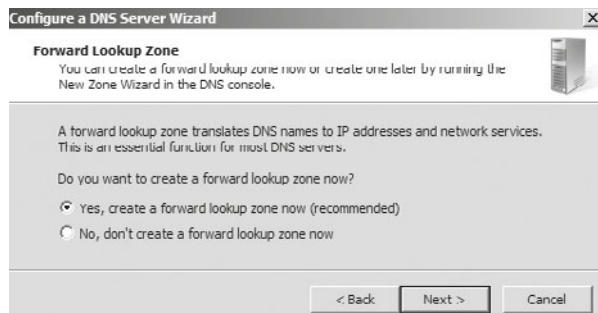 Configure a DNS Server Wizard
Forward Lookup Zone
You can create a forward lookup zone now or create one later by running the
New Zone Wizard in the DNS console.
A forward lookup zone translates DNS names to IP addresses and network services.
This is an essential function for most DNS servers.
Do you want to create a forward lookup zone now?
Yes, create a forward lookup zone now (recommended)
No, don't create a forward lookup zone now
< Back
Next >
Cancel